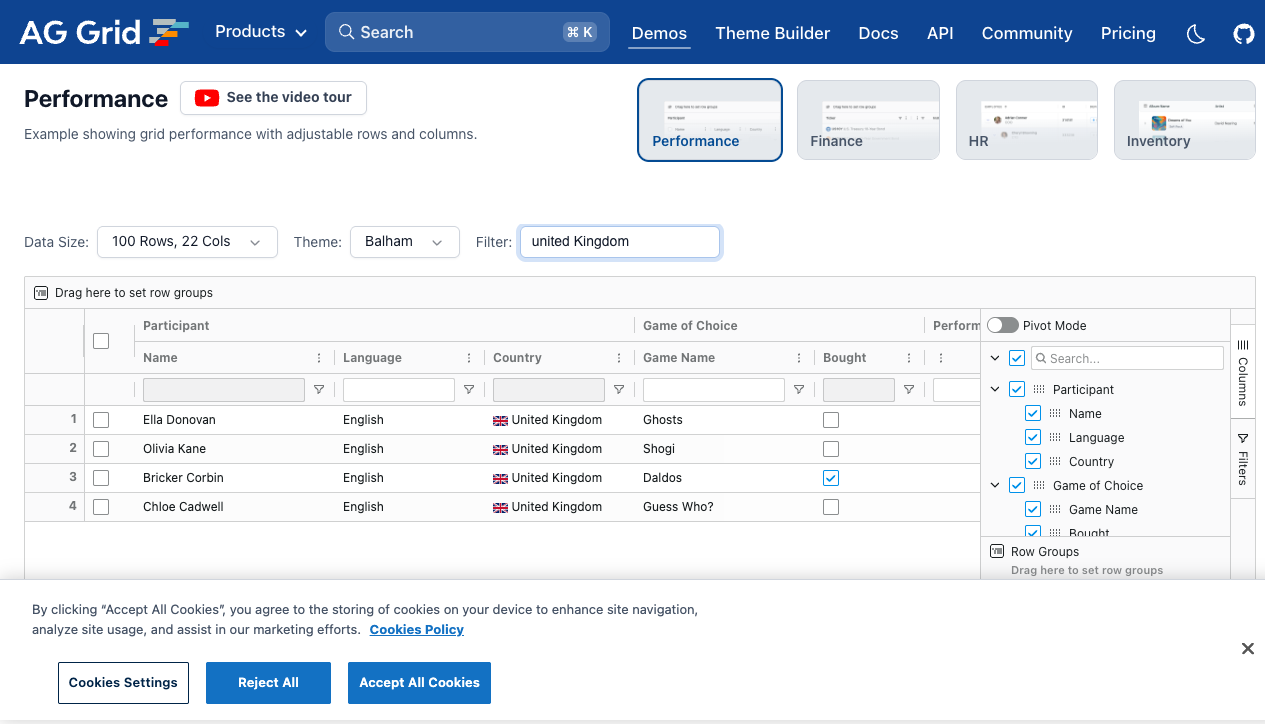 AG Grid Products Search ⌘ K Demos Theme Builder Docs API Community Pricing
Performance See the video tour
Example showing grid performance with adjustable rows and columns.
Performance Finance HR Inventory
Data Size: 100 Rows, 22 Cols Theme: Balham Filter: united Kingdom
Drag here to set row groups
Participant Game of Choice Perform
Name Language Country Game Name Bought
1 Ella Donovan English United Kingdom Ghosts
2 Olivia Kane English United Kingdom Shogi
3 Bricker Corbin English United Kingdom Daldos
4 Chloe Cadwell English United Kingdom Guess Who?
Pivot Mode
Search...
Participant
Name
Language
Country
Game of Choice
Game Name
Bought
Row Groups
Drag here to set row groups
Columns
Filters
By clicking “Accept All Cookies”, you agree to the storing of cookies on your device to enhance site navigation,
analyze site usage, and assist in our marketing efforts. Cookies Policy
Cookies Settings Reject All Accept All Cookies